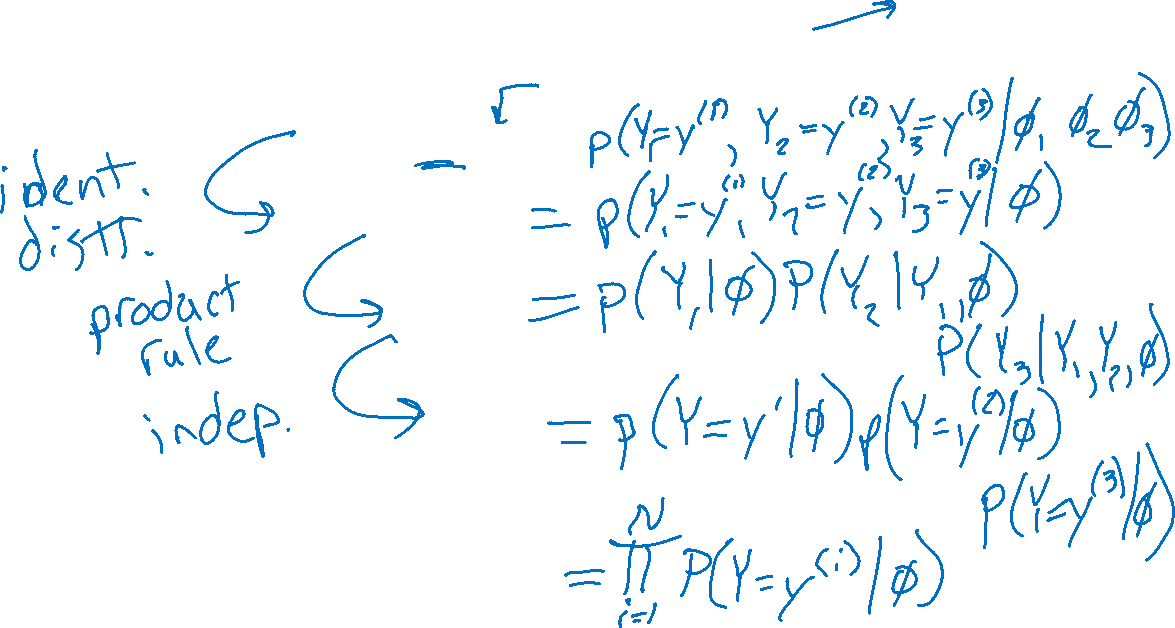 P(Y₁=y⁽¹⁾, Y₂=y⁽²⁾, Y₃=y⁽³⁾|φ₁ φ₂ φ₃)
ident.
distr.
= P(Y₁=y⁽¹⁾, Y₂=y⁽²⁾, Y₃=y⁽³⁾|φ)
product
rule
= P(Y₁|φ)P(Y₂|Y₁,φ)
P(Y₃|Y₁,Y₂,φ)
indep.
= P(Y=y'|φ)P(Y=y⁽²⁾|φ)
P(Y=y⁽³⁾|φ)
= ∏ᵢ₌₁ᴺ P(Y=y⁽ⁱ⁾|φ)